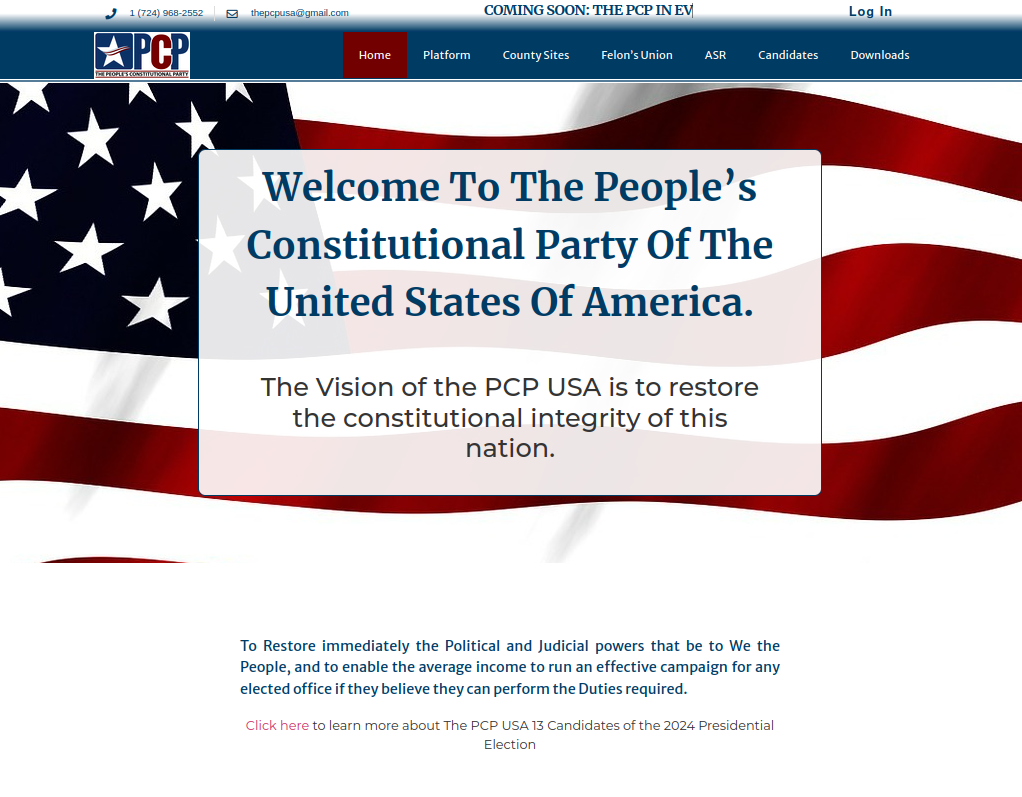 1 (724) 968-2552
thepcpusa@gmail.com
COMING SOON: THE PCP IN EV
Log In
PCP
THE PEOPLE'S CONSTITUTIONAL PARTY
Home
Platform
County Sites
Felon's Union
ASR
Candidates
Downloads
Welcome To The People’s
Constitutional Party Of The
United States Of America.
The Vision of the PCP USA is to restore
the constitutional integrity of this
nation.
To Restore immediately the Political and Judicial powers that be to We the
People, and to enable the average income to run an effective campaign for any
elected office if they believe they can perform the Duties required.
Click here to learn more about The PCP USA 13 Candidates of the 2024 Presidential
Election